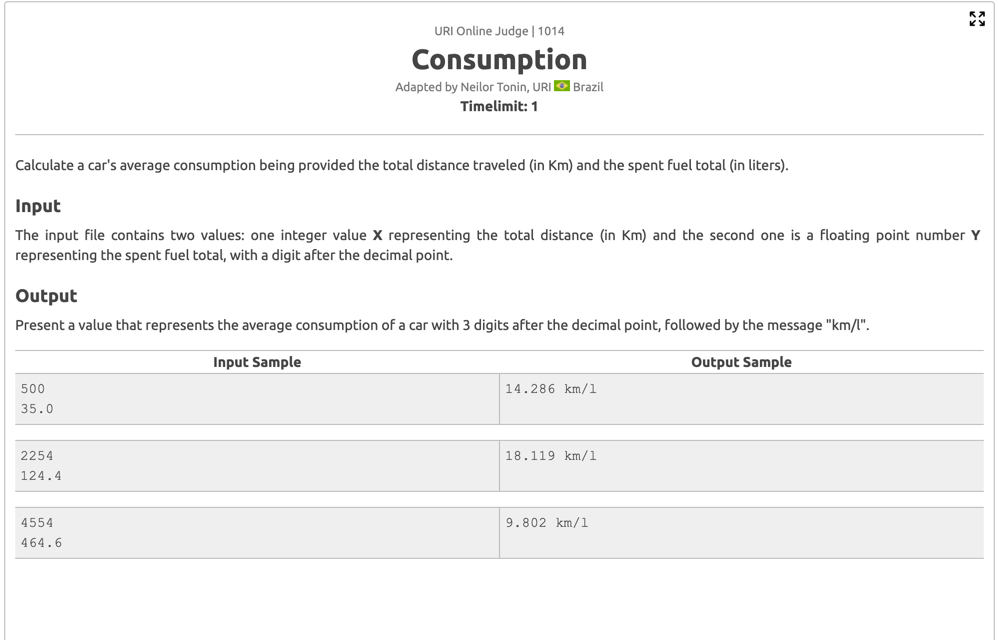 URI Online Judge | 1014
Consumption
Adapted by Neilor Tonin, URI Brazil
Timelimit: 1
Calculate a car's average consumption being provided the total distance traveled (in Km) and the spent fuel total (in liters).
Input
The input file contains two values: one integer value X representing the total distance (in Km) and the second one is a floating point number Y
representing the spent fuel total, with a digit after the decimal point.
Output
Present a value that represents the average consumption of a car with 3 digits after the decimal point, followed by the message "km/l".
Input Sample Output Sample
500 14.286 km/l
35.0
2254 18.119 km/l
124.4
4554 9.802 km/l
464.6